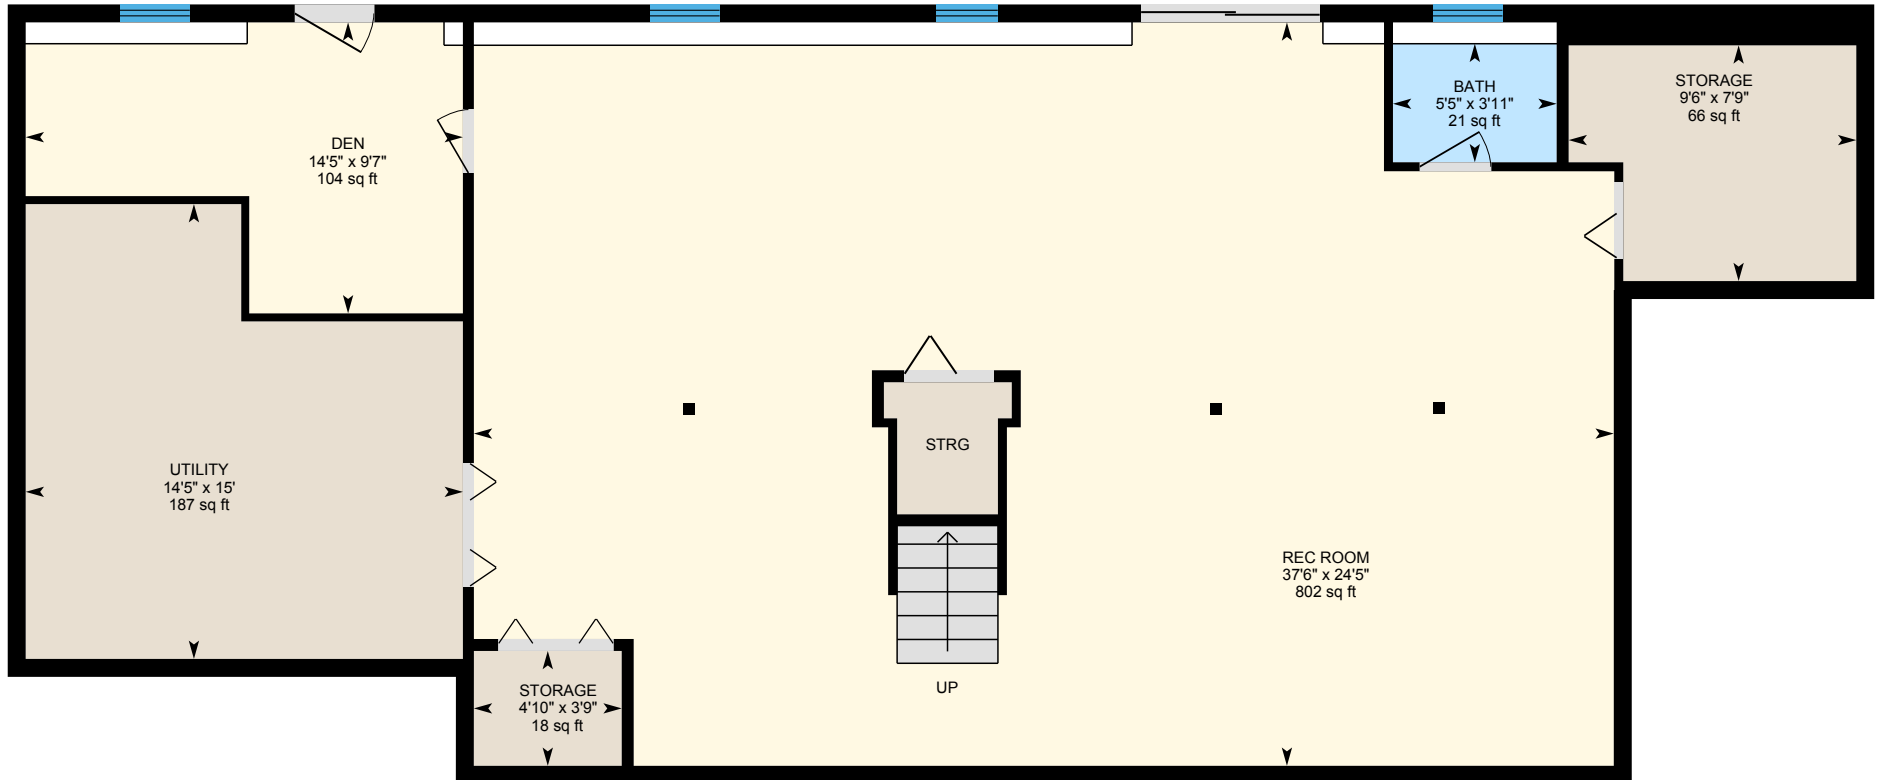 DEN
14'5" x 9'7"
104 sq ft
BATH
5'5" x 3'11"
21 sq ft
STORAGE
9'6" x 7'9"
66 sq ft
UTILITY
14'5" x 15'
187 sq ft
STRG
REC ROOM
37'6" x 24'5"
802 sq ft
STORAGE
4'10" x 3'9"
18 sq ft
UP